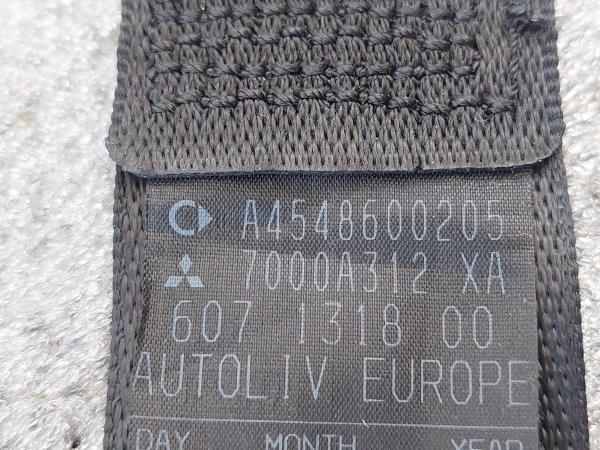 A4548600205
7000A312 XA
607 1318 00
AUTOLIV EUROPE
DAY MONTH YEAR